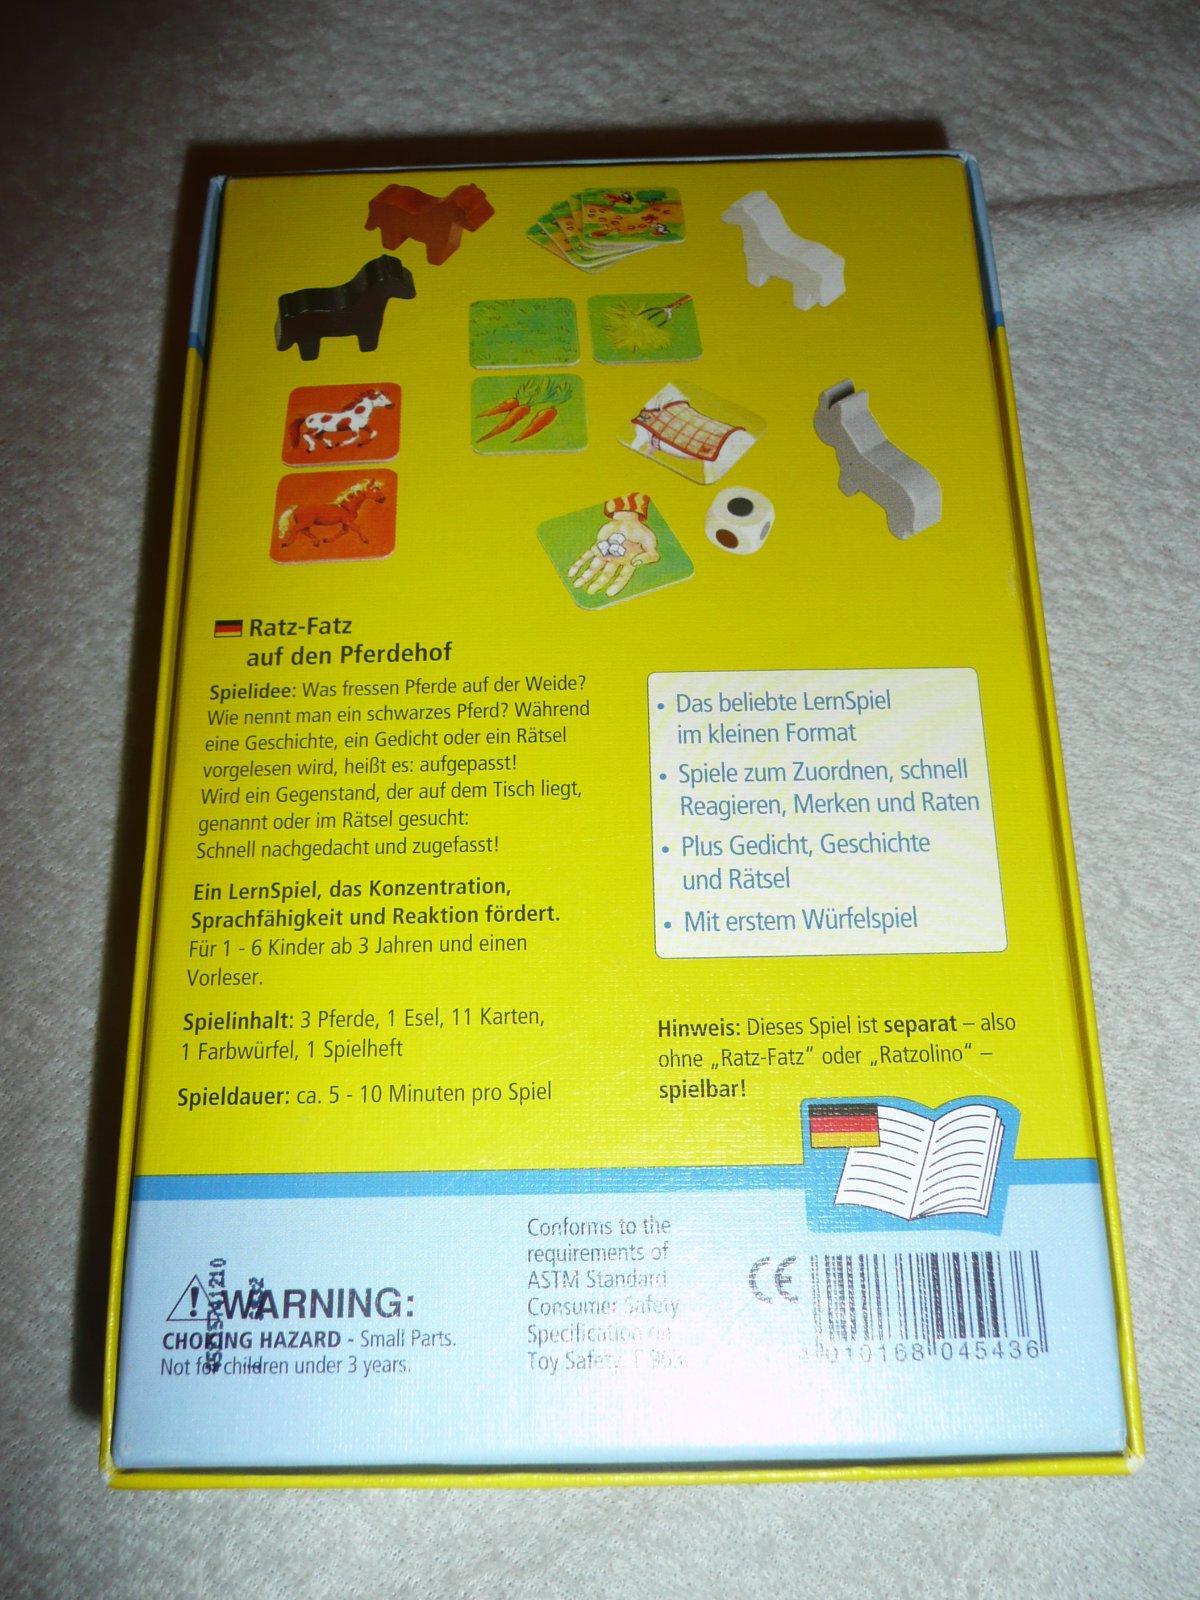 Ratz-Fatz
auf den Pferdehof
Spielidee: Was fressen Pferde auf der Weide?
Wie nennt man ein schwarzes Pferd? Während
eine Geschichte, ein Gedicht oder ein Rätsel
vorgelesen wird, heißt es: aufgepasst!
Wird ein Gegenstand, der auf dem Tisch liegt,
genannt oder im Rätsel gesucht:
Schnell nachgedacht und zugefasst!
Ein LernSpiel, das Konzentration,
Sprachfähigkeit und Reaktion fördert.
Für 1 - 6 Kinder ab 3 Jahren und einen
Vorleser.
Spielinhalt: 3 Pferde, 1 Esel, 11 Karten,
1 Farbwürfel, 1 Spielheft
Spieldauer: ca. 5 - 10 Minuten pro Spiel
• Das beliebte LernSpiel
im kleinen Format
• Spiele zum Zuordnen, schnell
Reagieren, Merken und Raten
• Plus Gedicht, Geschichte
und Rätsel
• Mit erstem Würfelspiel
Hinweis: Dieses Spiel ist separat – also
ohne „Ratz-Fatz“ oder „Ratzolino“ –
spielbar!
WARNING:
CHOKING HAZARD - Small Parts.
Not for children under 3 years.
Conforms to the
requirements of
ASTM Standard
Consumer Safety
Specification on
Toy Safety
CE
010168 045436